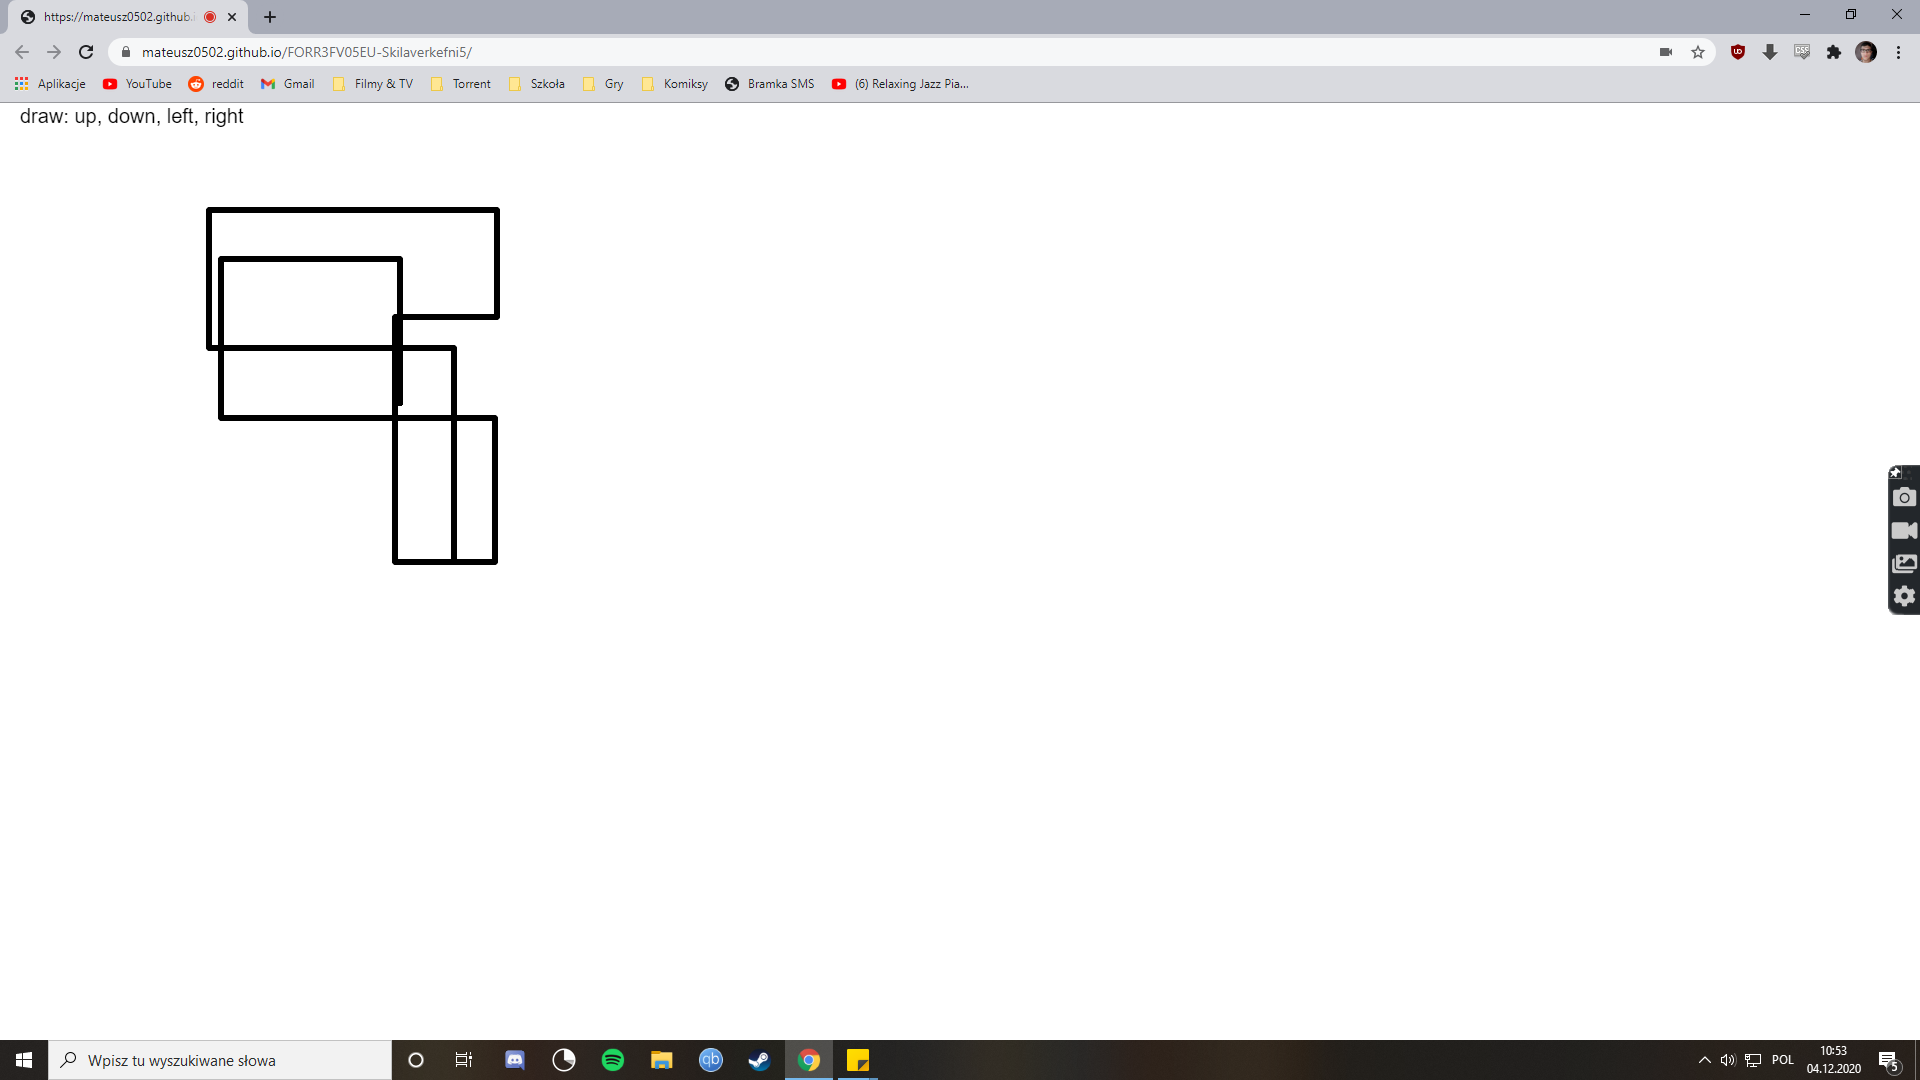 https://mateusz0502.github.i
mateusz0502.github.io/FORR3FV05EU-Skilaverkefni5/
Aplikacje YouTube reddit Gmail Filmy & TV Torrent Szkoła Gry Komiksy Bramka SMS (6) Relaxing Jazz Pia...
draw: up, down, left, right
Wpisz tu wyszukiwane słowa
qb
POL
10:53
04.12.2020
5